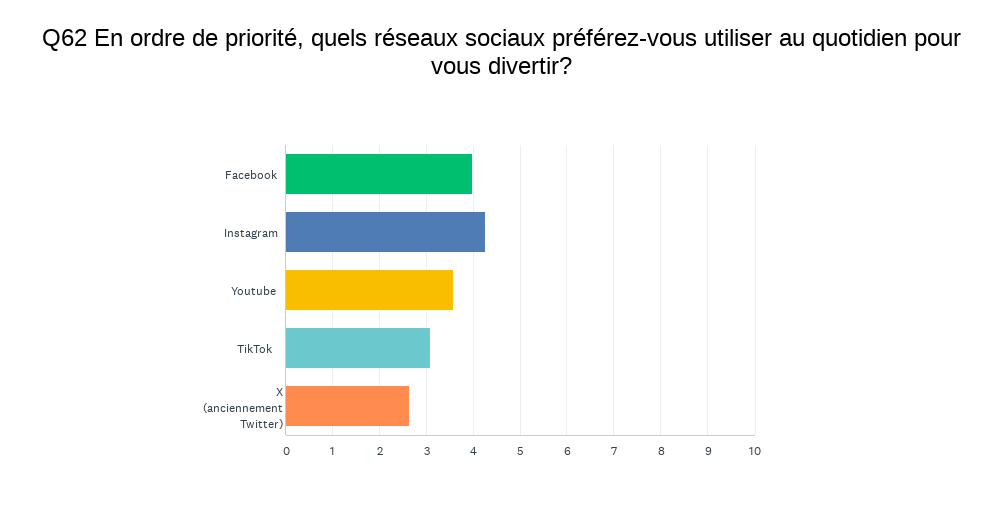 Q62 En ordre de priorité, quels réseaux sociaux préférez-vous utiliser au quotidien pour
vous divertir?
Facebook
Instagram
Youtube
TikTok
X
(anciennement
Twitter)
0 1 2 3 4 5 6 7 8 9 10